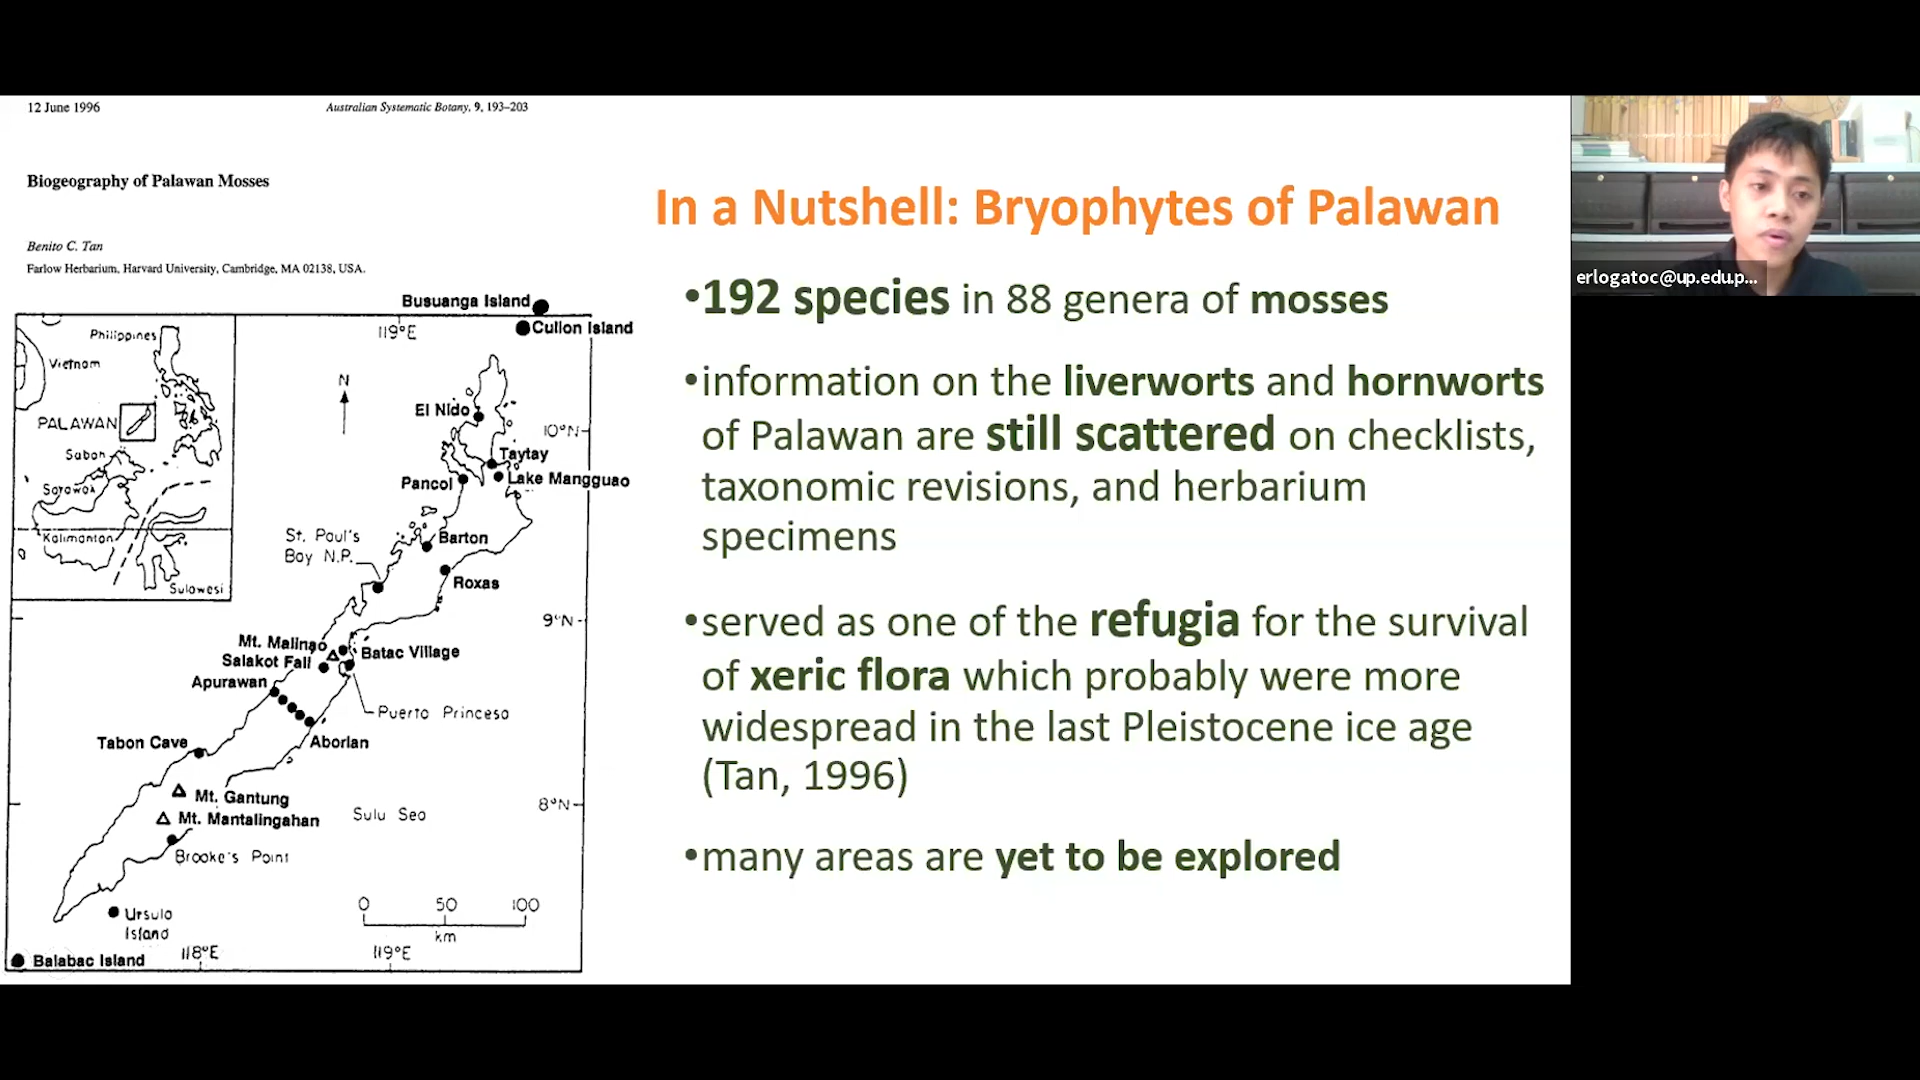 12 June 1996
Australian Systematic Botany, 9, 193–203
Biogeography of Palawan Mosses
Benito C. Tan
Farlow Herbarium, Harvard University, Cambridge, MA 02138, USA.
Busuanga Island
Culion Island
119°E
Philippines
Vietnam
PALAWAN
Sabah
Sarawak
Kalimantan
Sulawesi
N
El Nido
10°N
Taytay
Lake Mangguao
Pancol
St. Paul's
Bay N.P.
Barton
Roxas
9°N
Mt. Malinao
Salakot Fall
Batac Village
Apurawan
Puerto Princesa
Tabon Cave
Aborlan
Mt. Gantung
8°N
Mt. Mantalingahan
Sulu Sea
Brooke's Point
0 50 100
km
Ursula
Island
118°E
119°E
Balabac Island
In a Nutshell: Bryophytes of Palawan
•192 species in 88 genera of mosses
•information on the liverworts and hornworts
of Palawan are still scattered on checklists,
taxonomic revisions, and herbarium
specimens
•served as one of the refugia for the survival
of xeric flora which probably were more
widespread in the last Pleistocene ice age
(Tan, 1996)
•many areas are yet to be explored
erlogatoc@up.edu.p...